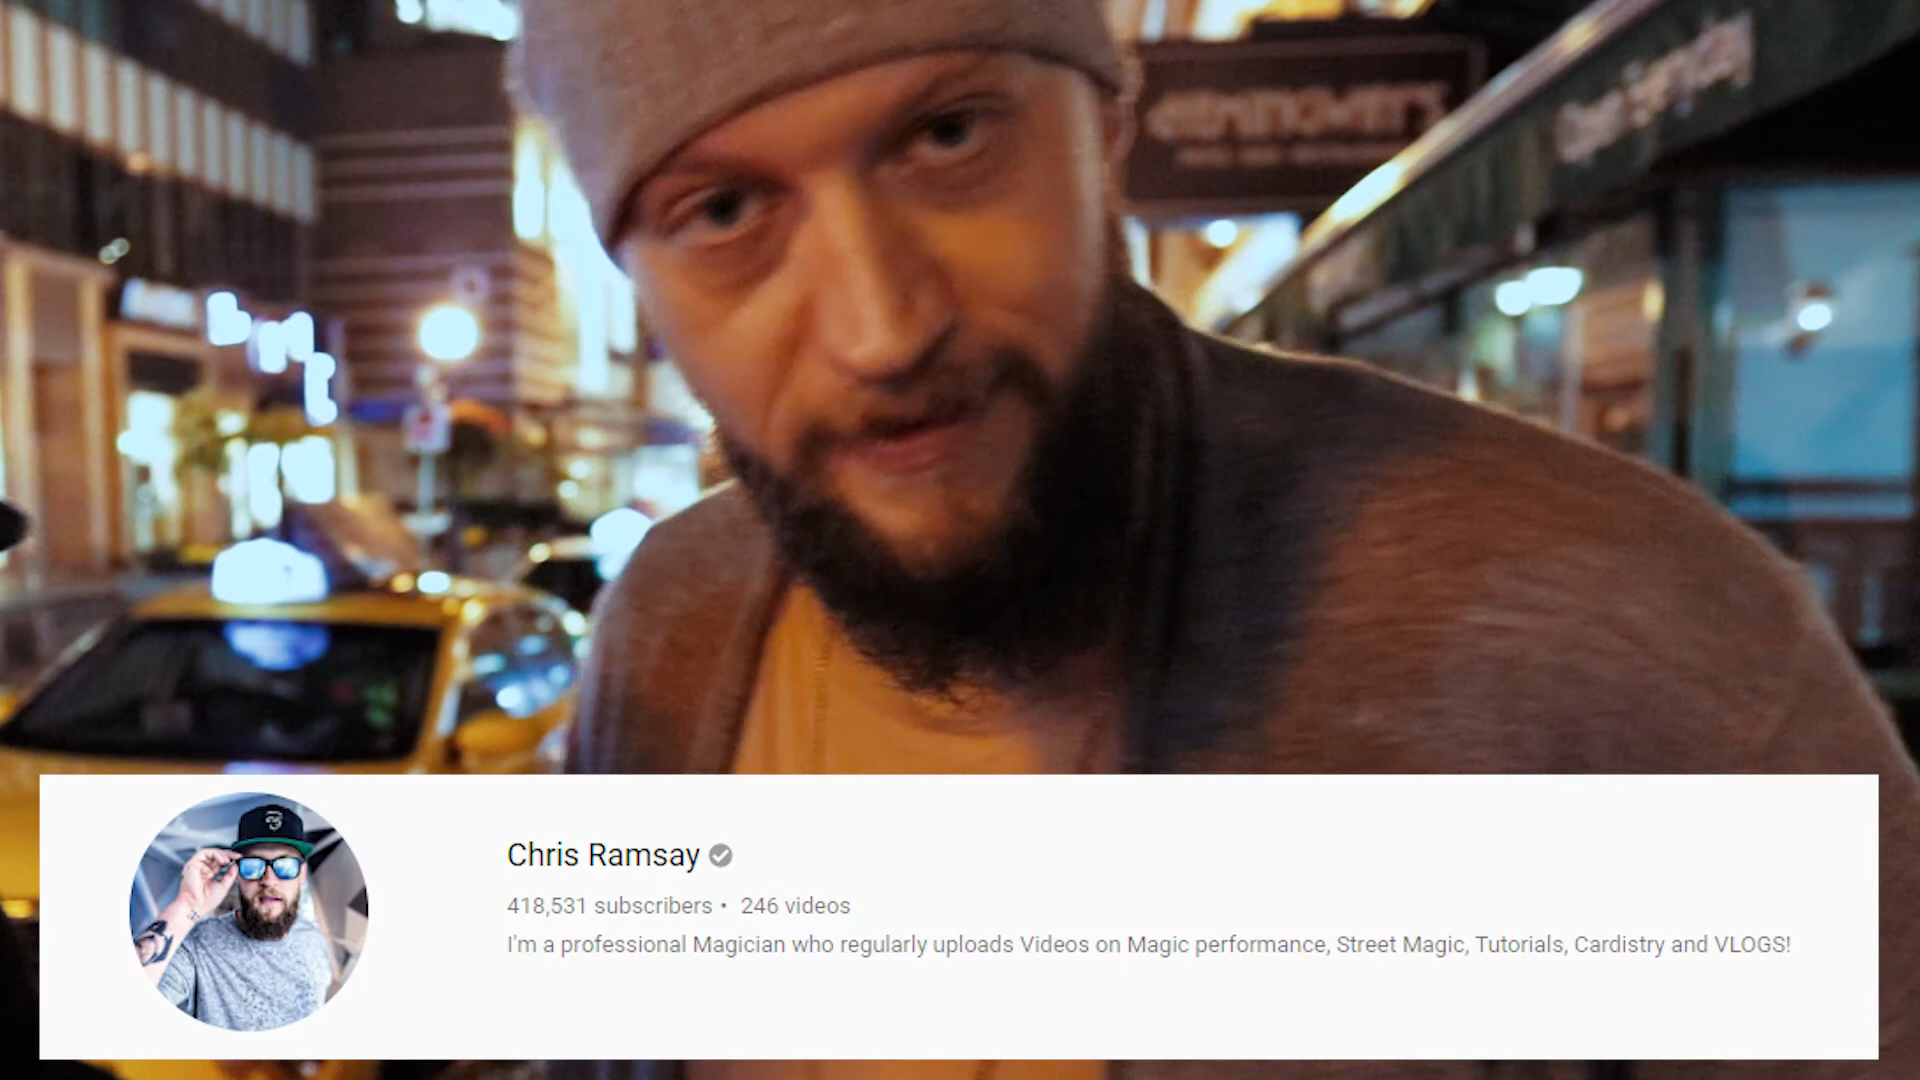 Chris Ramsay
418,531 subscribers • 246 videos
I'm a professional Magician who regularly uploads Videos on Magic performance, Street Magic, Tutorials, Cardistry and VLOGS!